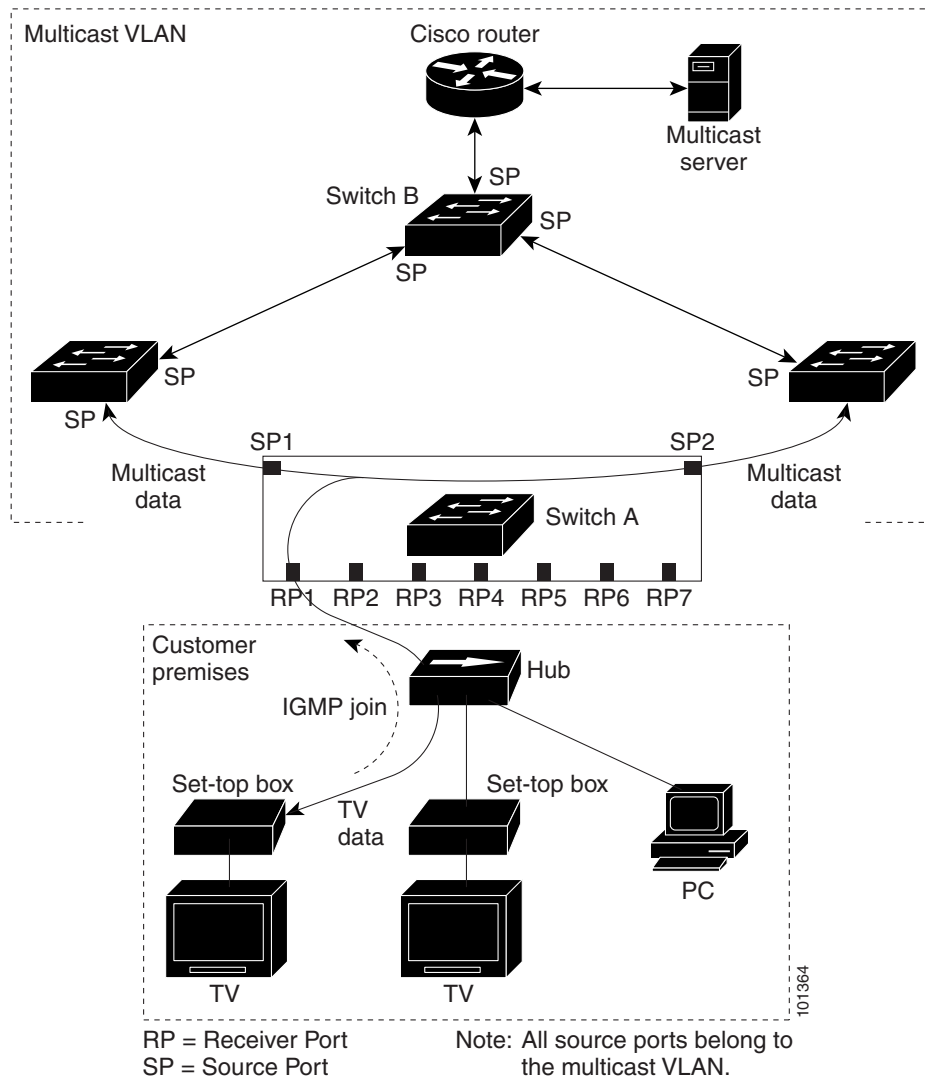 Multicast VLAN
Cisco router
Multicast
server
SP
Switch B
SP
SP
SP
SP
SP
SP1
SP2
Multicast
data
Multicast
data
Switch A
RP1 RP2 RP3 RP4 RP5 RP6 RP7
Customer
premises
Hub
IGMP join
Set-top box
Set-top box
TV
data
PC
TV
TV
101364
RP = Receiver Port
SP = Source Port
Note: All source ports belong to
the multicast VLAN.